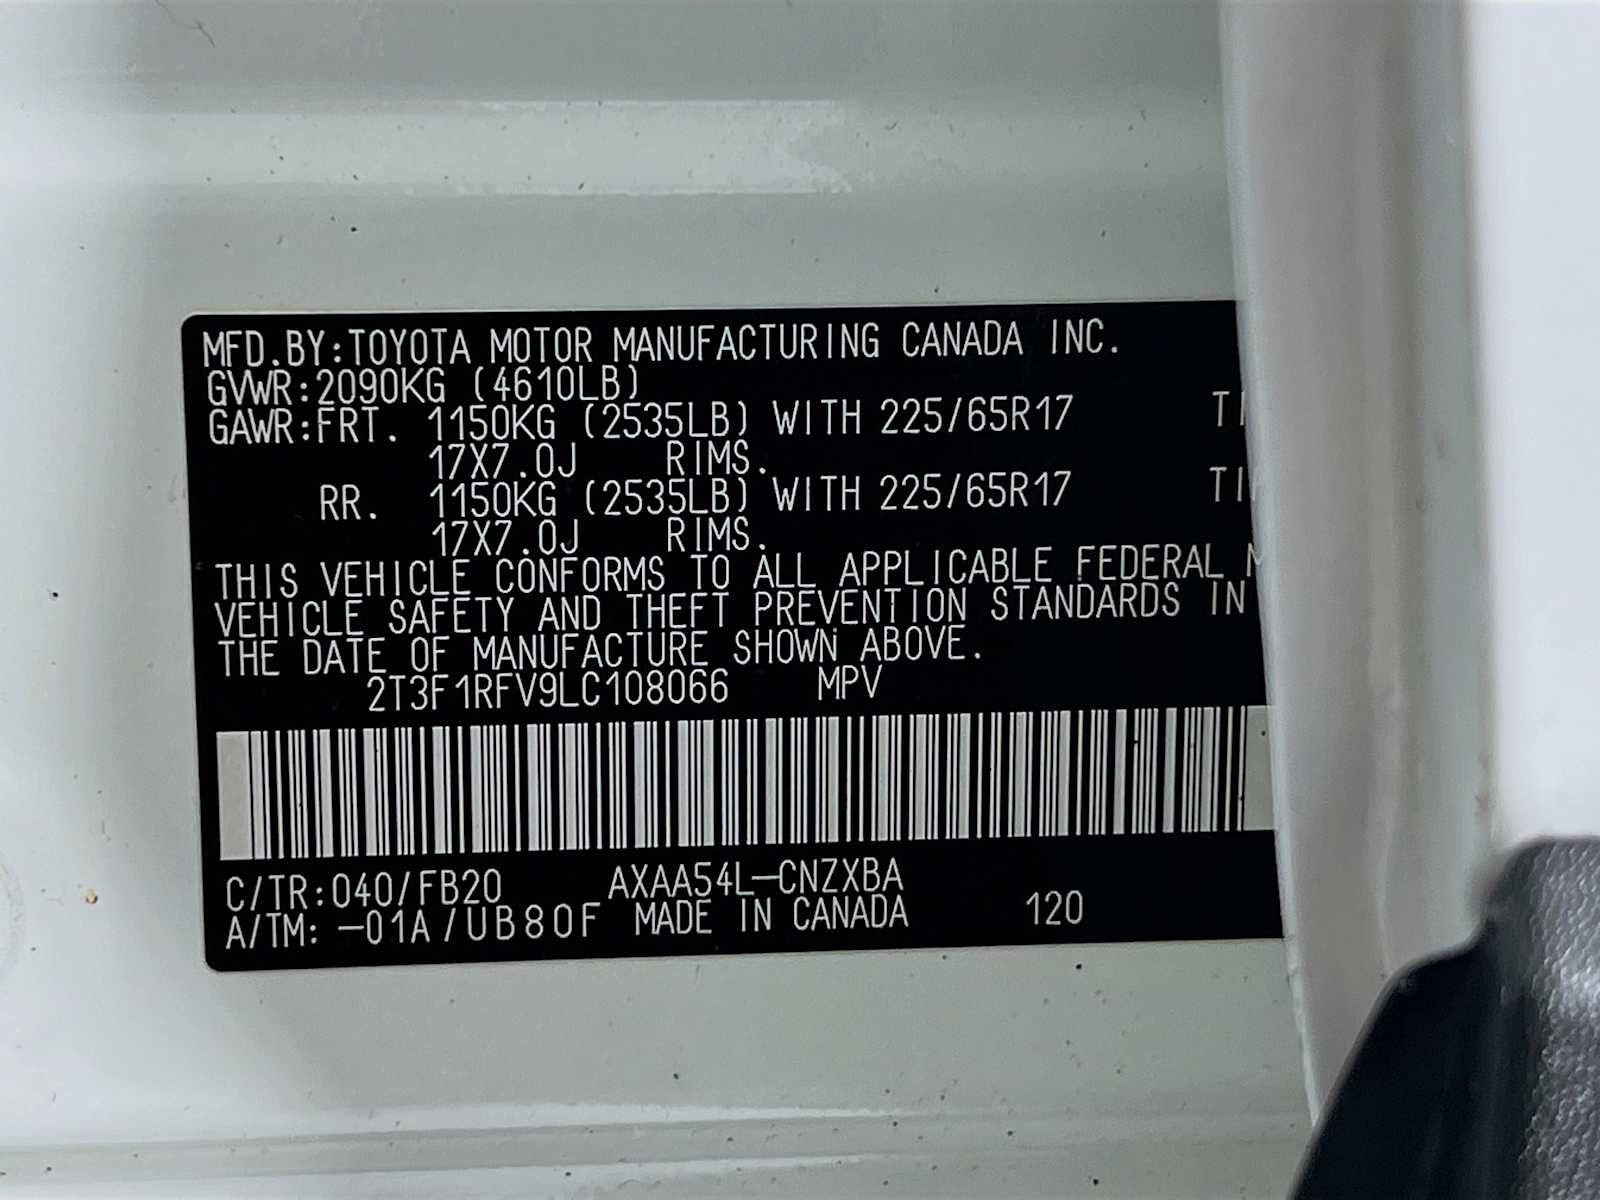 MFD.BY:TOYOTA MOTOR MANUFACTURING CANADA INC.
GVWR:2090KG (4610LB)
GAWR:FRT. 1150KG (2535LB) WITH 225/65R17
17X7.0J RIMS.
RR. 1150KG (2535LB) WITH 225/65R17
17X7.0J RIMS.
THIS VEHICLE CONFORMS TO ALL APPLICABLE FEDERAL
VEHICLE SAFETY AND THEFT PREVENTION STANDARDS IN
THE DATE OF MANUFACTURE SHOWN ABOVE.
2T3F1RFV9LC108066 MPV
C/TR:040/FB20 AXAA54L-CNZXBA
A/TM:-01A/UB80F MADE IN CANADA 120